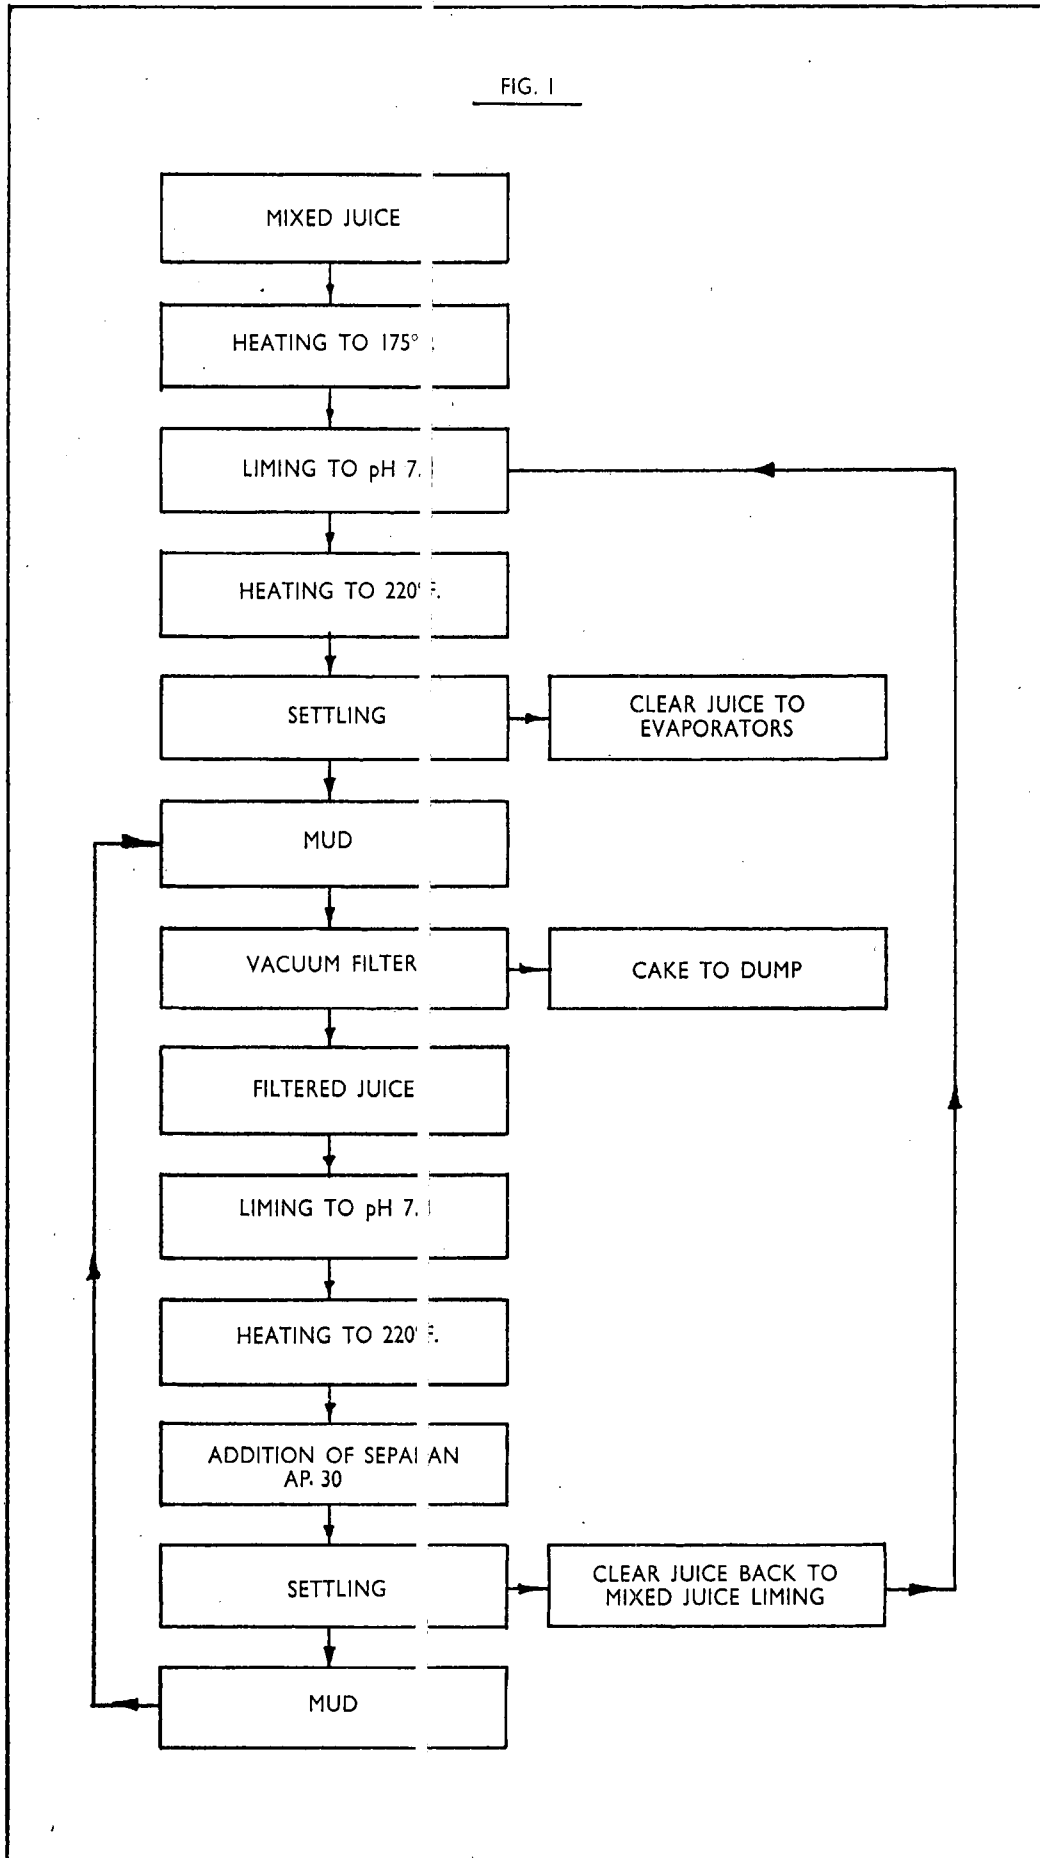 FIG. 1
MIXED JUICE
HEATING TO 175°
LIMING TO pH 7.
HEATING TO 220° F.
SETTLING
CLEAR JUICE TO
EVAPORATORS
MUD
VACUUM FILTER
CAKE TO DUMP
FILTERED JUICE
LIMING TO pH 7.
HEATING TO 220° F.
ADDITION OF SEPARAN
AP. 30
SETTLING
CLEAR JUICE BACK TO
MIXED JUICE LIMING
MUD